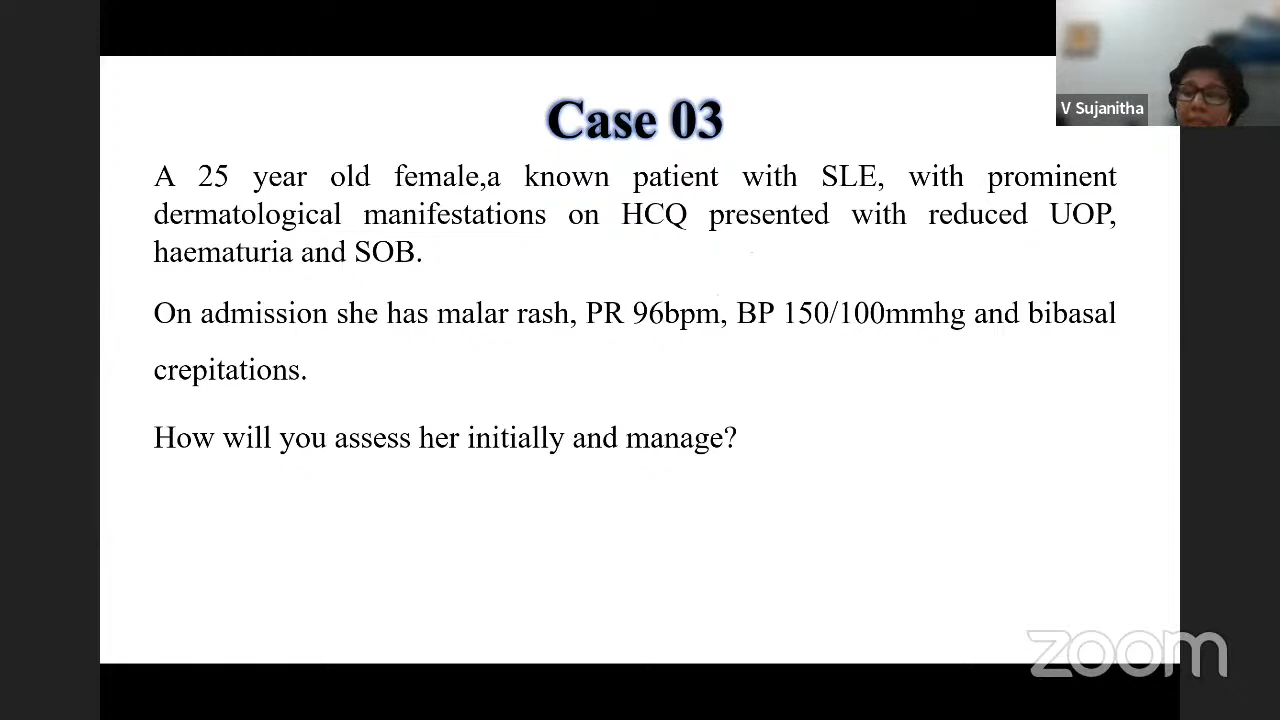 V Sujanitha
Case 03
A 25 year old female,a known patient with SLE, with prominent
dermatological manifestations on HCQ presented with reduced UOP,
haematuria and SOB.
On admission she has malar rash, PR 96bpm, BP 150/100mmhg and bibasal
crepitations.
How will you assess her initially and manage?
zoom